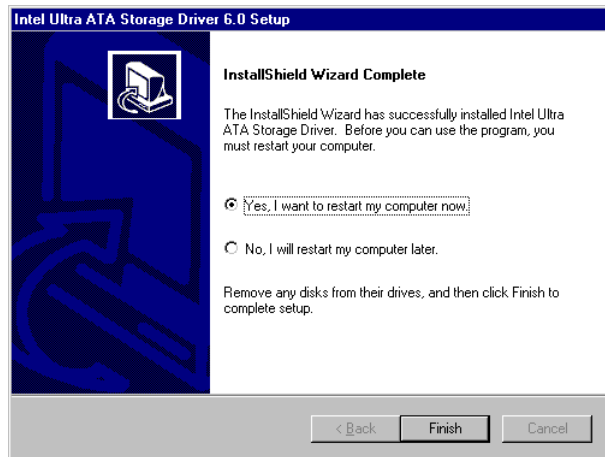 Intel Ultra ATA Storage Driver 6.0 Setup
InstallShield Wizard Complete
The InstallShield Wizard has successfully installed Intel Ultra
ATA Storage Driver. Before you can use the program, you
must restart your computer.
Yes, I want to restart my computer now.
No, I will restart my computer later.
Remove any disks from their drives, and then click Finish to
complete setup.
< Back
Finish
Cancel